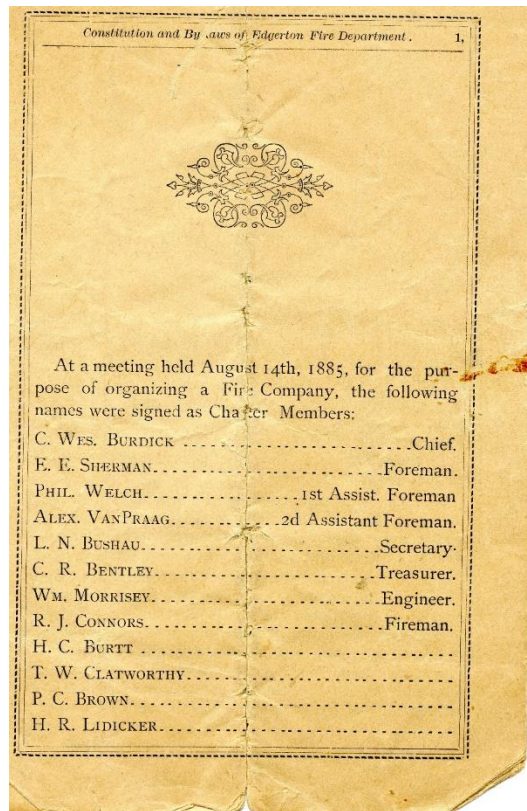 Constitution and By Laws of Edgerton Fire Department. 1,
At a meeting held August 14th, 1885, for the pur-
pose of organizing a Fire Company, the following
names were signed as Charter Members:
C. WES. BURDICK ........................Chief.
E. E. SHERMAN........................Foreman.
PHIL. WELCH................1st Assist. Foreman
ALEX. VANPRAAG............2d Assistant Foreman.
L. N. BUSHAU........................Secretary.
C. R. BENTLEY........................Treasurer.
WM. MORRISEY........................Engineer.
R. J. CONNORS........................Fireman.
H. C. BURTT ..............................
T. W. CLATWORTHY..............................
P. C. BROWN..............................
H. R. LIDICKER..............................